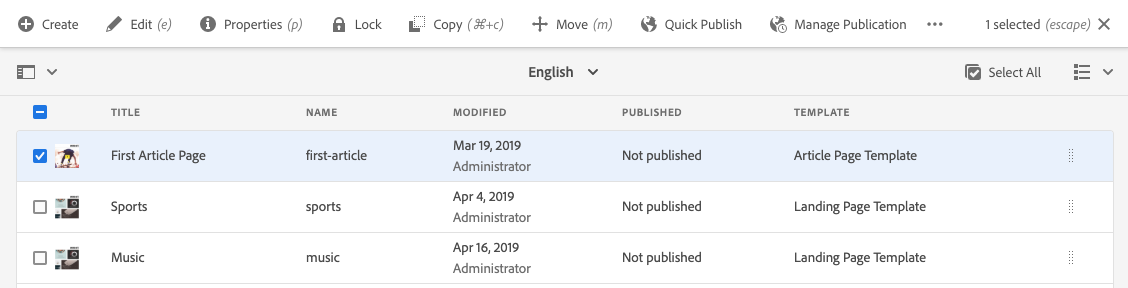 Create Edit (e) Properties (p) Lock Copy (⌘+c) Move (m) Quick Publish Manage Publication ••• 1 selected (escape)
English Select All
TITLE NAME MODIFIED PUBLISHED TEMPLATE
First Article Page first-article Mar 19, 2019 Not published Article Page Template
Administrator
Sports sports Apr 4, 2019 Not published Landing Page Template
Administrator
Music music Apr 16, 2019 Not published Landing Page Template
Administrator